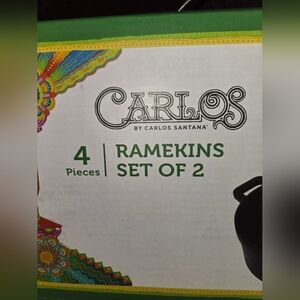 CARLOS
BY CARLOS SANTANA
4 Pieces
RAMEKINS
SET OF 2